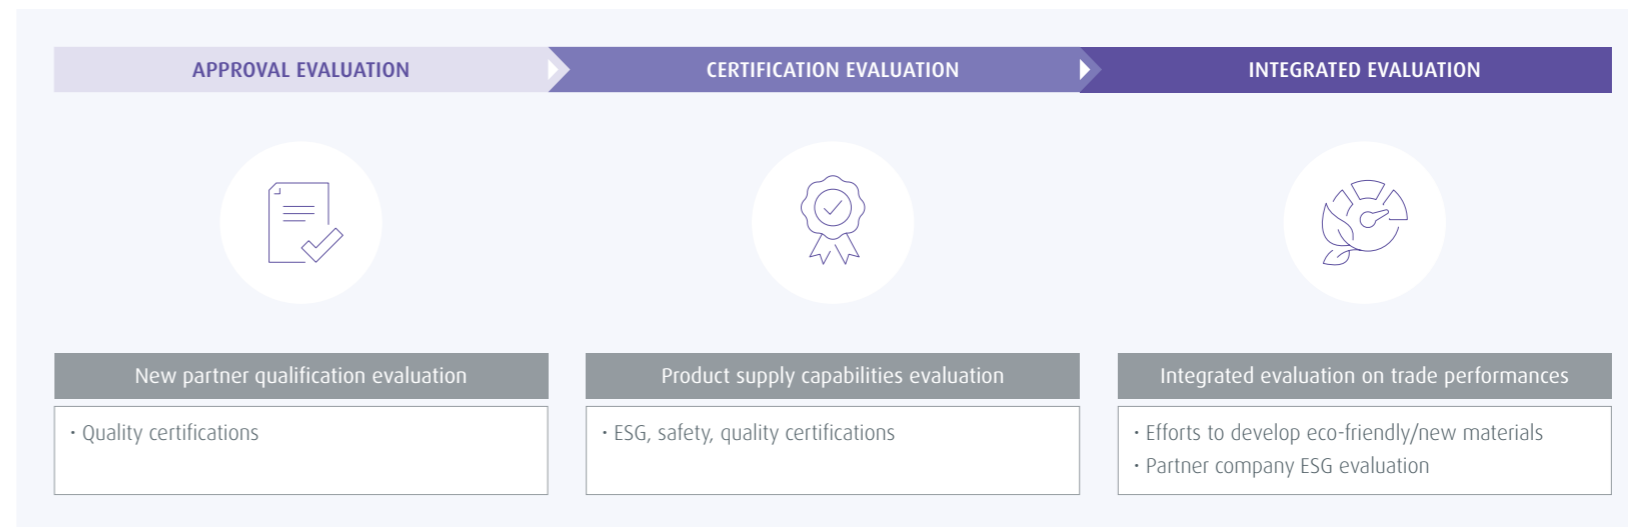 APPROVAL EVALUATION
CERTIFICATION EVALUATION
INTEGRATED EVALUATION
New partner qualification evaluation
Product supply capabilities evaluation
Integrated evaluation on trade performances
· Quality certifications
· ESG, safety, quality certifications
· Efforts to develop eco-friendly/new materials
· Partner company ESG evaluation